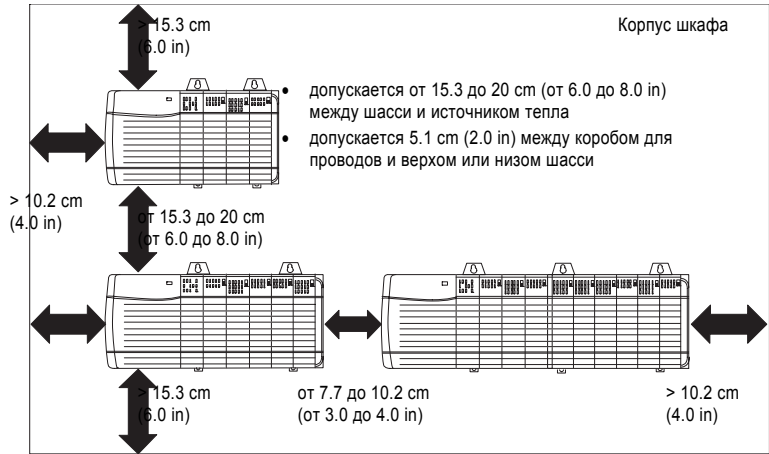 > 15.3 cm
(6.0 in)
Корпус шкафа
• допускается от 15.3 до 20 cm (от 6.0 до 8.0 in)
между шасси и источником тепла
• допускается 5.1 cm (2.0 in) между коробом для
проводов и верхом или низом шасси
> 10.2 cm
(4.0 in)
от 15.3 до 20 cm
(от 6.0 до 8.0 in)
> 15.3 cm
(6.0 in)
от 7.7 до 10.2 cm
(от 3.0 до 4.0 in)
> 10.2 cm
(4.0 in)